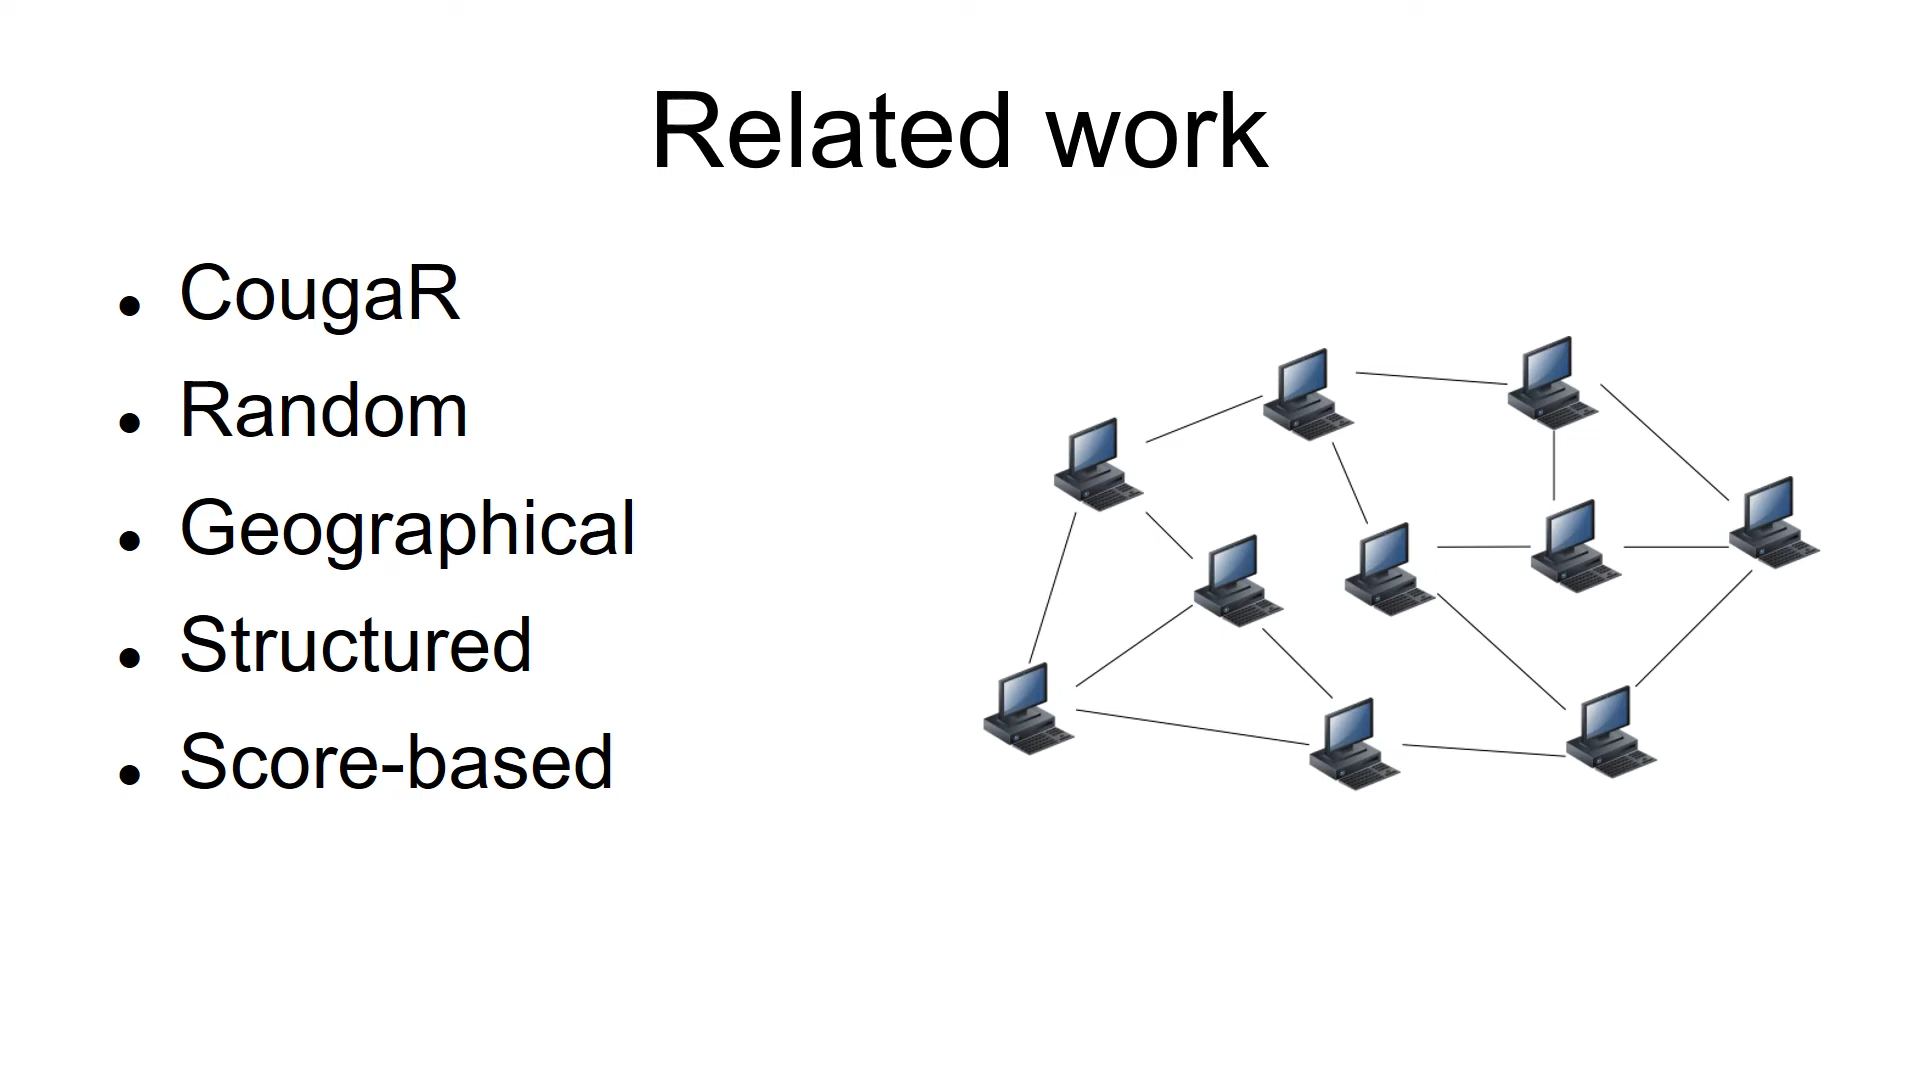 Related work
CougaR
Random
Geographical
Structured
Score-based